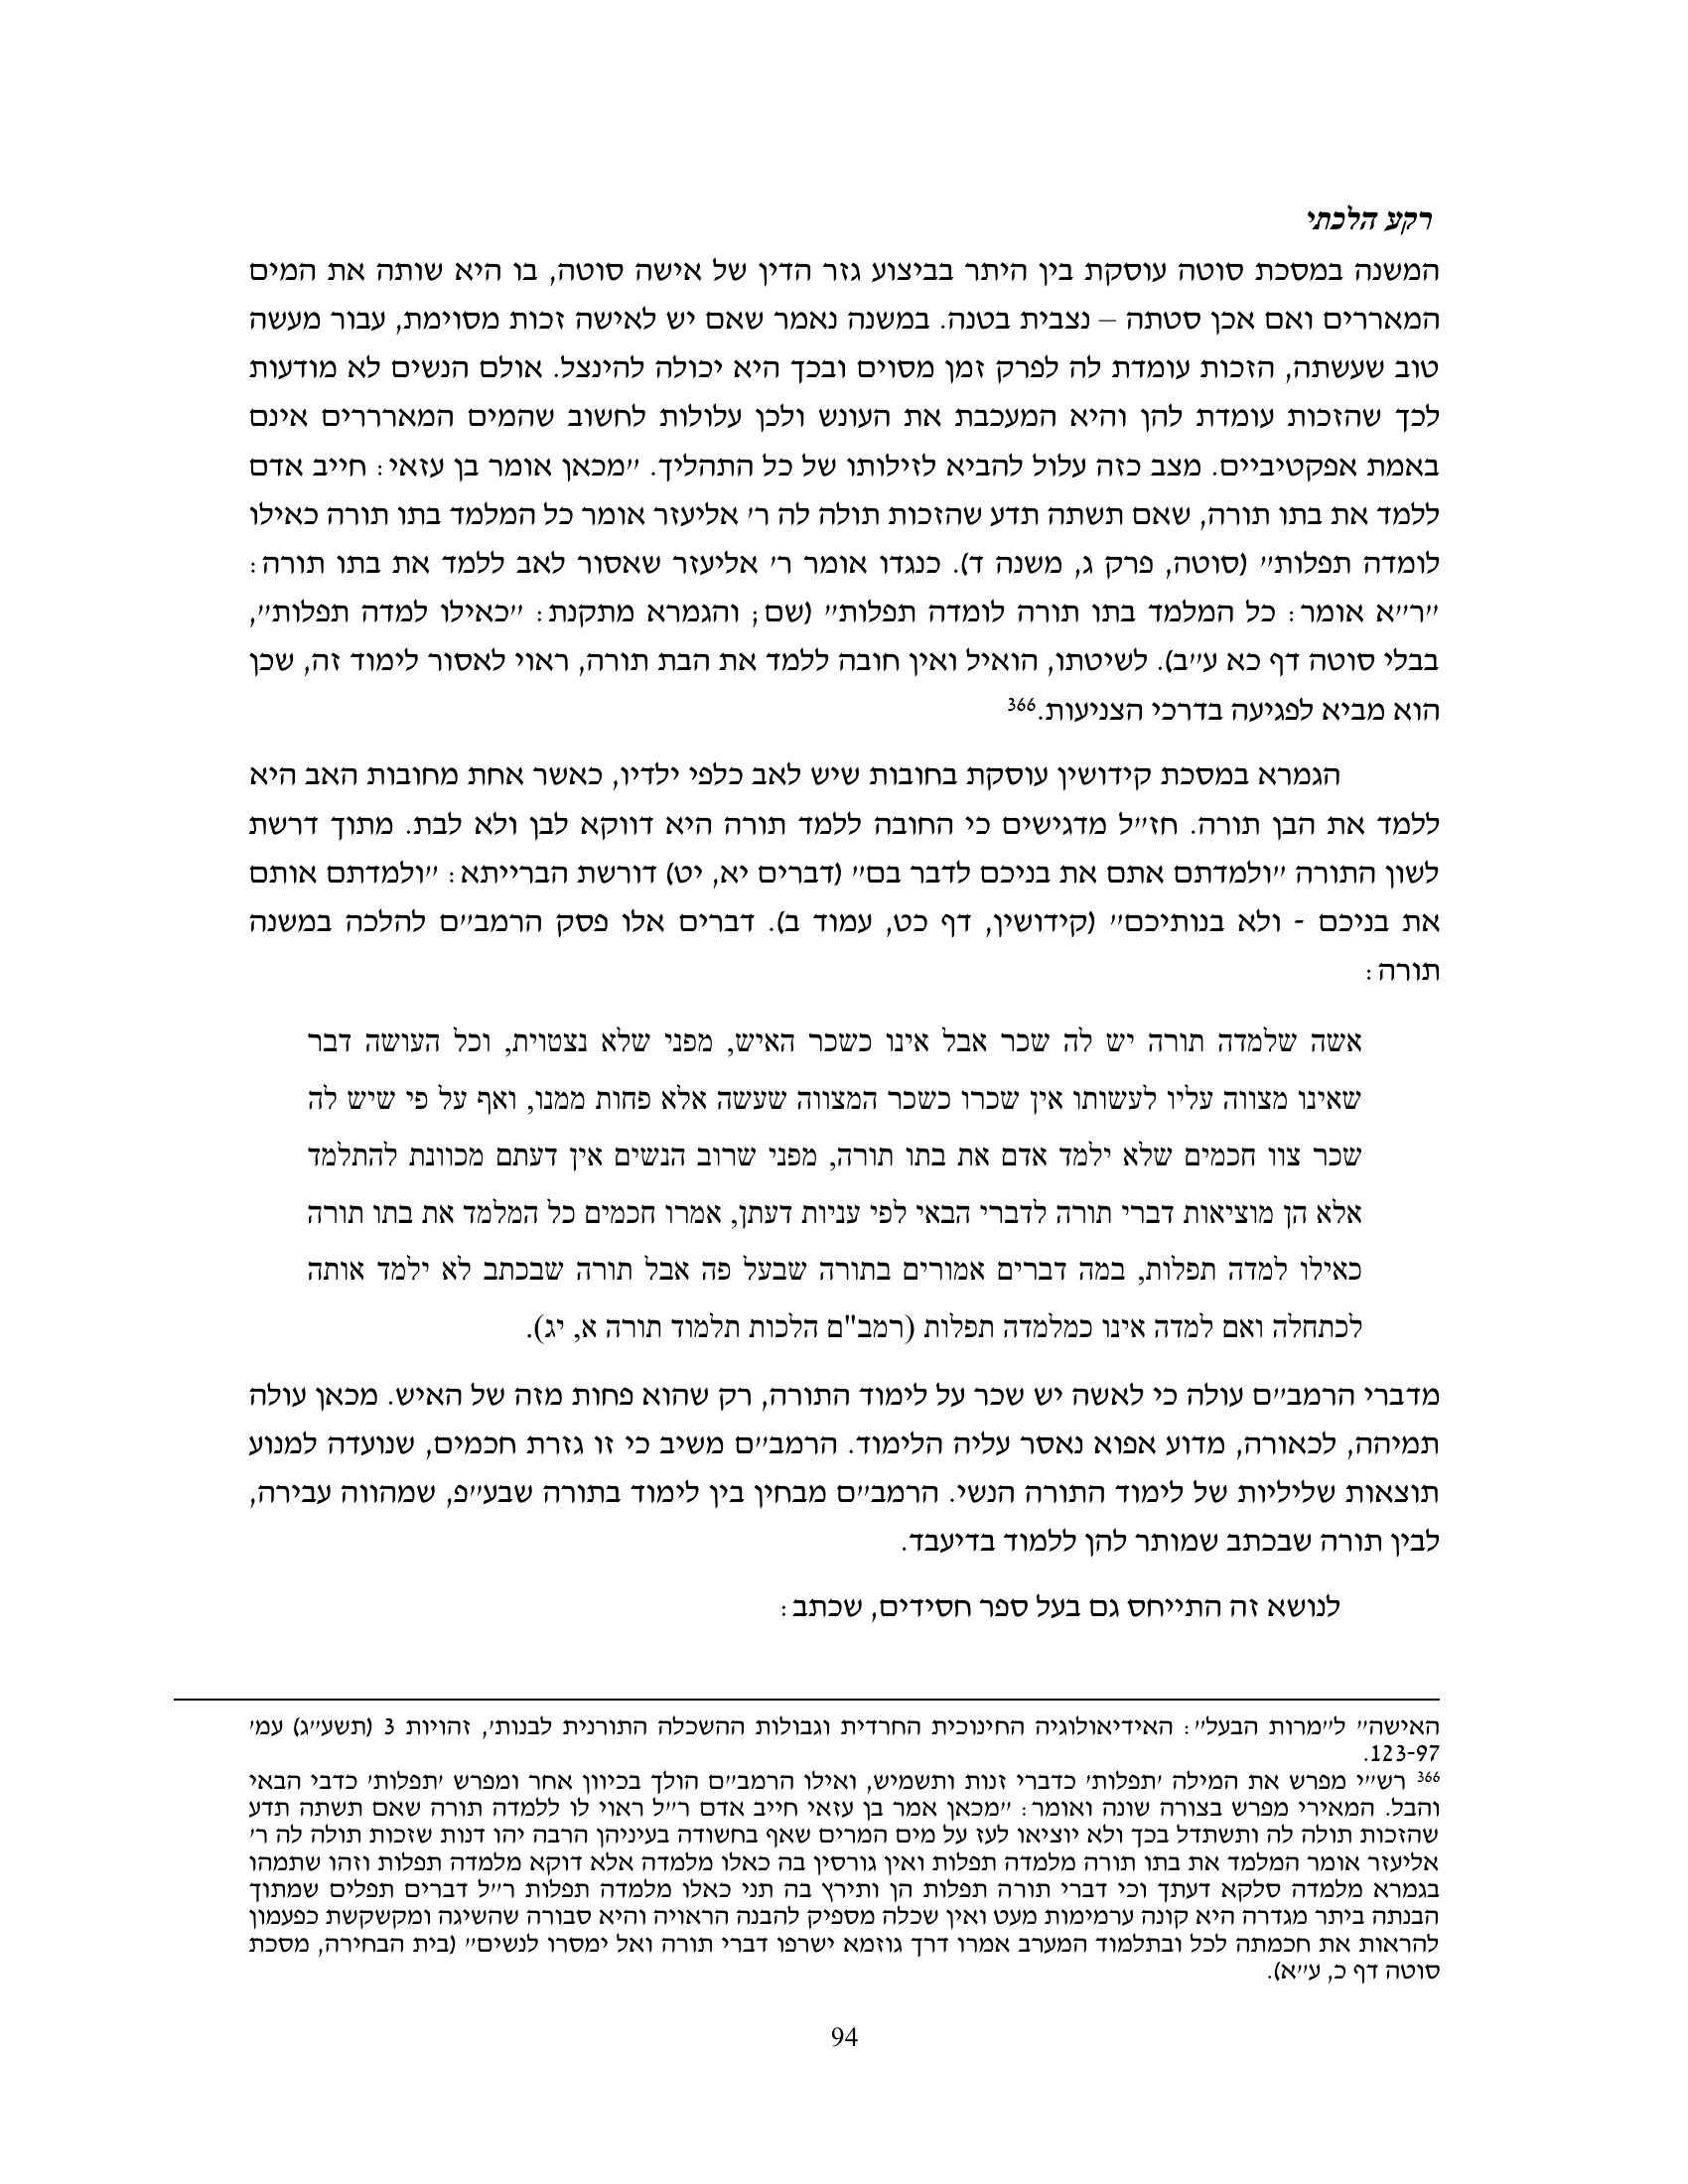 רקע הלכתי
המשנה במסכת סוטה עוסקת בין היתר בביצוע גזר הדין של אישה סוטה, בו היא שותה את המים
המאררים ואם אכן סטתה – נצבית בטנה. במשנה נאמר שאם יש לאישה זכות מסוימת, עבור מעשה
טוב שעשתה, הזכות עומדת לה לפרק זמן מסוים ובכך היא יכולה להינצל. אולם הנשים לא מודעות
לכך שהזכות עומדת להן והיא המעכבת את העונש ולכן עלולות לחשוב שהמים המארררים אינם
באמת אפקטיביים. מצב כזה עלול להביא לזילותו של כל התהליך. "מכאן אומר בן עזאי: חייב אדם
ללמד את בתו תורה, שאם תשתה תדע שהזכות תולה לה ר' אליעזר אומר כל המלמד בתו תורה כאילו
לומדה תפלות" (סוטה, פרק ג, משנה ד). כנגדו אומר ר' אליעזר שאסור לאב ללמד את בתו תורה:
"ר"א אומר: כל המלמד בתו תורה לומדה תפלות" (שם; והגמרא מתקנת: "כאילו למדה תפלות",
בבלי סוטה דף כא ע"ב). לשיטתו, הואיל ואין חובה ללמד את הבת תורה, ראוי לאסור לימוד זה, שכן
הוא מביא לפגיעה בדרכי הצניעות.366
הגמרא במסכת קידושין עוסקת בחובות שיש לאב כלפי ילדיו, כאשר אחת מחובות האב היא
ללמד את הבן תורה. חז"ל מדגישים כי החובה ללמד תורה היא דווקא לבן ולא לבת. מתוך דרשת
לשון התורה "ולמדתם אתם את בניכם לדבר בם" (דברים יא, יט) דורשת הברייתא: "ולמדתם אותם
את בניכם - ולא בנותיכם" (קידושין, דף כט, עמוד ב). דברים אלו פסק הרמב"ם להלכה במשנה
תורה:
אשה שלמדה תורה יש לה שכר אבל אינו כשכר האיש, מפני שלא נצטוית, וכל העושה דבר
שאינו מצווה עליו לעשותו אין שכרו כשכר המצווה שעשה אלא פחות ממנו, ואף על פי שיש לה
שכר צוו חכמים שלא ילמד אדם את בתו תורה, מפני שרוב הנשים אין דעתם מכוונת להתלמד
אלא הן מוציאות דברי תורה לדברי הבאי לפי עניות דעתן, אמרו חכמים כל המלמד את בתו תורה
כאילו למדה תפלות, במה דברים אמורים בתורה שבעל פה אבל תורה שבכתב לא ילמד אותה
לכתחלה ואם למדה אינו כמלמדה תפלות (רמב"ם הלכות תלמוד תורה א, יג).
מדברי הרמב"ם עולה כי לאשה יש שכר על לימוד התורה, רק שהוא פחות מזה של האיש. מכאן עולה
תמיהה, לכאורה, מדוע אפוא נאסר עליה הלימוד. הרמב"ם משיב כי זו גזרת חכמים, שנועדה למנוע
תוצאות שליליות של לימוד התורה הנשי. הרמב"ם מבחין בין לימוד בתורה שבע"פ, שמהווה עבירה,
לבין תורה שבכתב שמותר להן ללמוד בדיעבד.
לנושא זה התייחס גם בעל ספר חסידים, שכתב:
האישה" ל"מרות הבעל": האידיאולוגיה החינוכית החרדית וגבולות ההשכלה התורנית לבנות', זהויות 3 (תשע"ג) עמ'
123-97.
366 רש"י מפרש את המילה 'תפלות' כדברי זנות ותשמיש, ואילו הרמב"ם הולך בכיוון אחר ומפרש 'תפלות' כדבי הבאי
והבל. המאירי מפרש בצורה שונה ואומר: "מכאן אמר בן עזאי חייב אדם ר"ל ראוי לו ללמדה תורה שאם תשתה תדע
שהזכות תולה לה ותשתדל בכך ולא יוציאו לעז על מים המרים שאף בחשודה בעיניהן הרבה יהו דנות שזכות תולה לה ר'
אליעזר אומר המלמד את בתו תורה מלמדה תפלות ואין גורסין בה כאלו מלמדה אלא דוקא מלמדה תפלות וזהו שתמהו
בגמרא מלמדה סלקא דעתך וכי דברי תורה תפלות הן ותירץ בה תני כאלו מלמדה תפלות ר"ל דברים תפלים שמתוך
הבנתה ביתר מגדרה היא קונה ערמימות מעט ואין שכלה מספיק להבנה הראויה והיא סבורה שהשיגה ומקשקשת כפעמון
להראות את חכמתה לכל ובתלמוד המערב אמרו דרך גוזמא ישרפו דברי תורה ואל ימסרו לנשים" (בית הבחירה, מסכת
סוטה דף כ, ע"א).
94